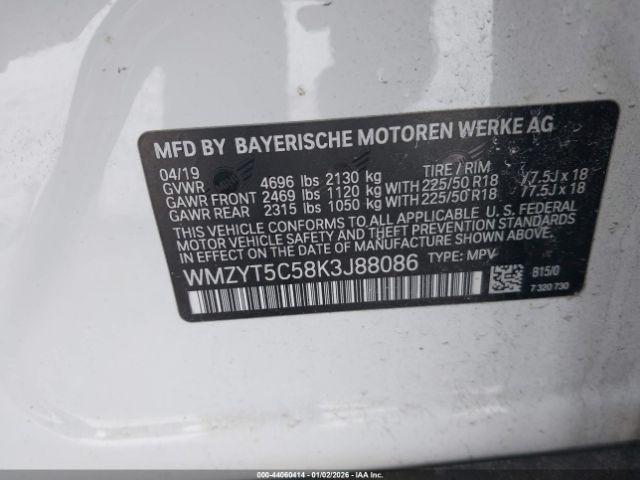 MFD BY BAYERISCHE MOTOREN WERKE AG
04/19 TIRE / RIM
GVWR 4696 lbs 2130 kg
GAWR FRONT 2469 lbs 1120 kg WITH 225/50 R18 /7.5J x 18
GAWR REAR 2315 lbs 1050 kg WITH 225/50 R18 /7.5J x 18
THIS VEHICLE CONFORMS TO ALL APPLICABLE U.S. FEDERAL
MOTOR VEHICLE SAFETY AND THEFT PREVENTION STANDARDS
IN EFFECT ON THE DATE OF MANUFACTURE SHOWN ABOVE.
WMZYT5C58K3J88086 TYPE: MPV
B15/0
7 320 730
000-44060414 - 01/02/2026 - IAAI.com